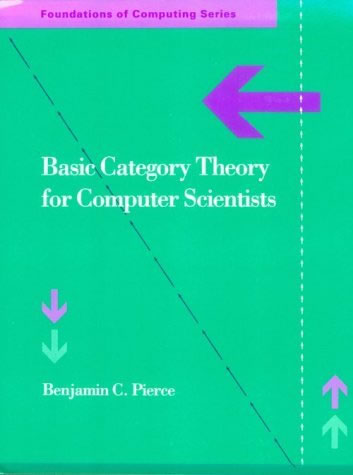 Foundations of Computing Series
Basic Category Theory
for Computer Scientists
Benjamin C. Pierce